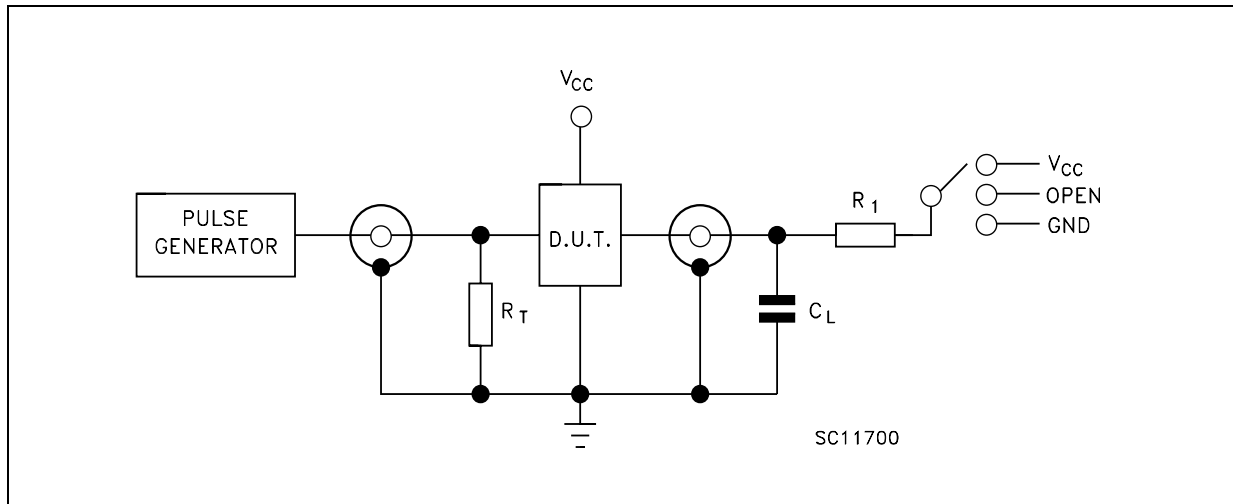 VCC
PULSE
GENERATOR
D.U.T.
RT
CL
R1
VCC
OPEN
GND
SC11700